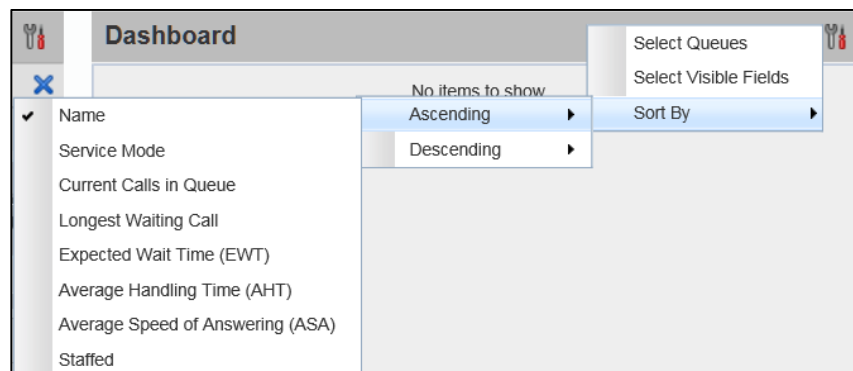 Dashboard
Select Queues
Select Visible Fields
Sort By
No items to show
Ascending
Descending
Name
Service Mode
Current Calls in Queue
Longest Waiting Call
Expected Wait Time (EWT)
Average Handling Time (AHT)
Average Speed of Answering (ASA)
Staffed